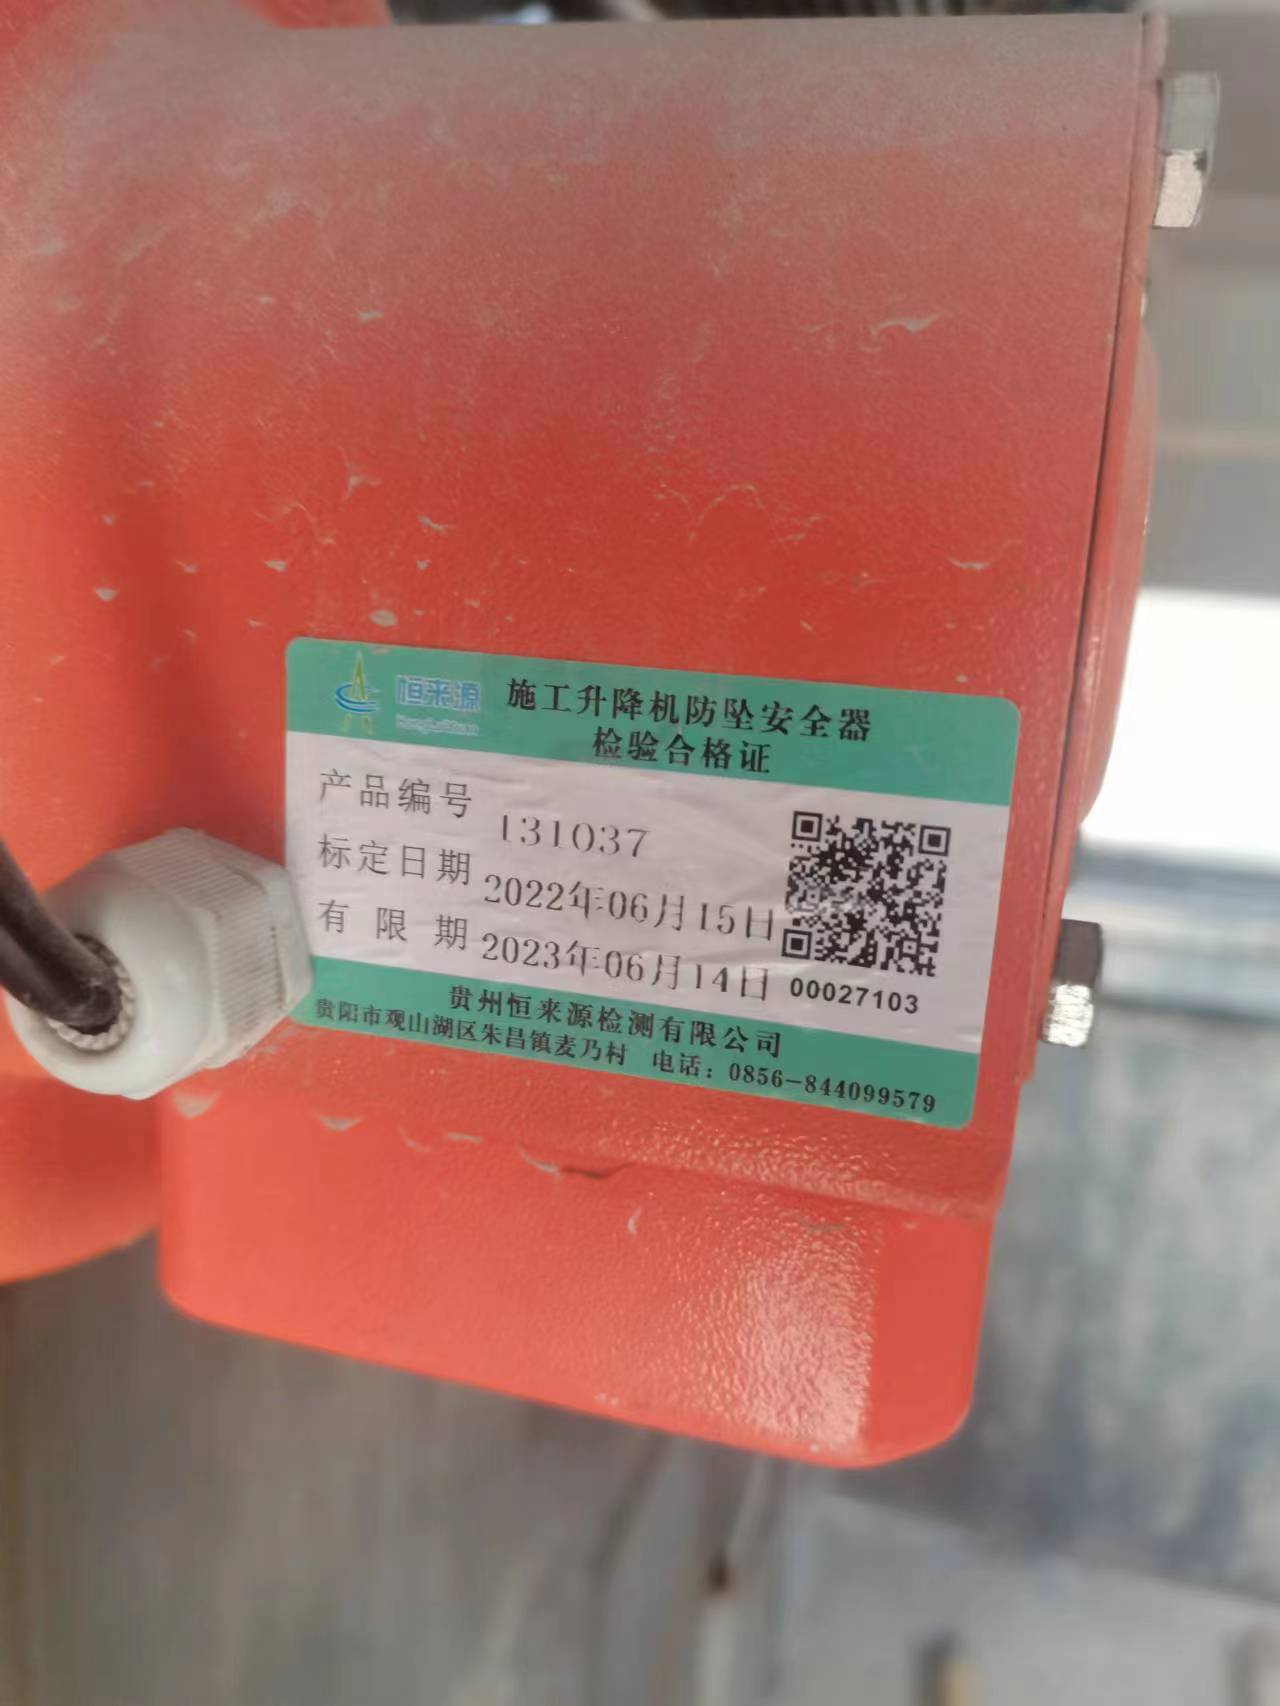 恒来源
施工升降机防坠安全器
检验合格证
产品编号 131037
标定日期 2022年06月15日
有限期 2023年06月14日
00027103
贵州恒来源检测有限公司
贵阳市观山湖区朱昌镇麦乃村 电话：0856-844099579